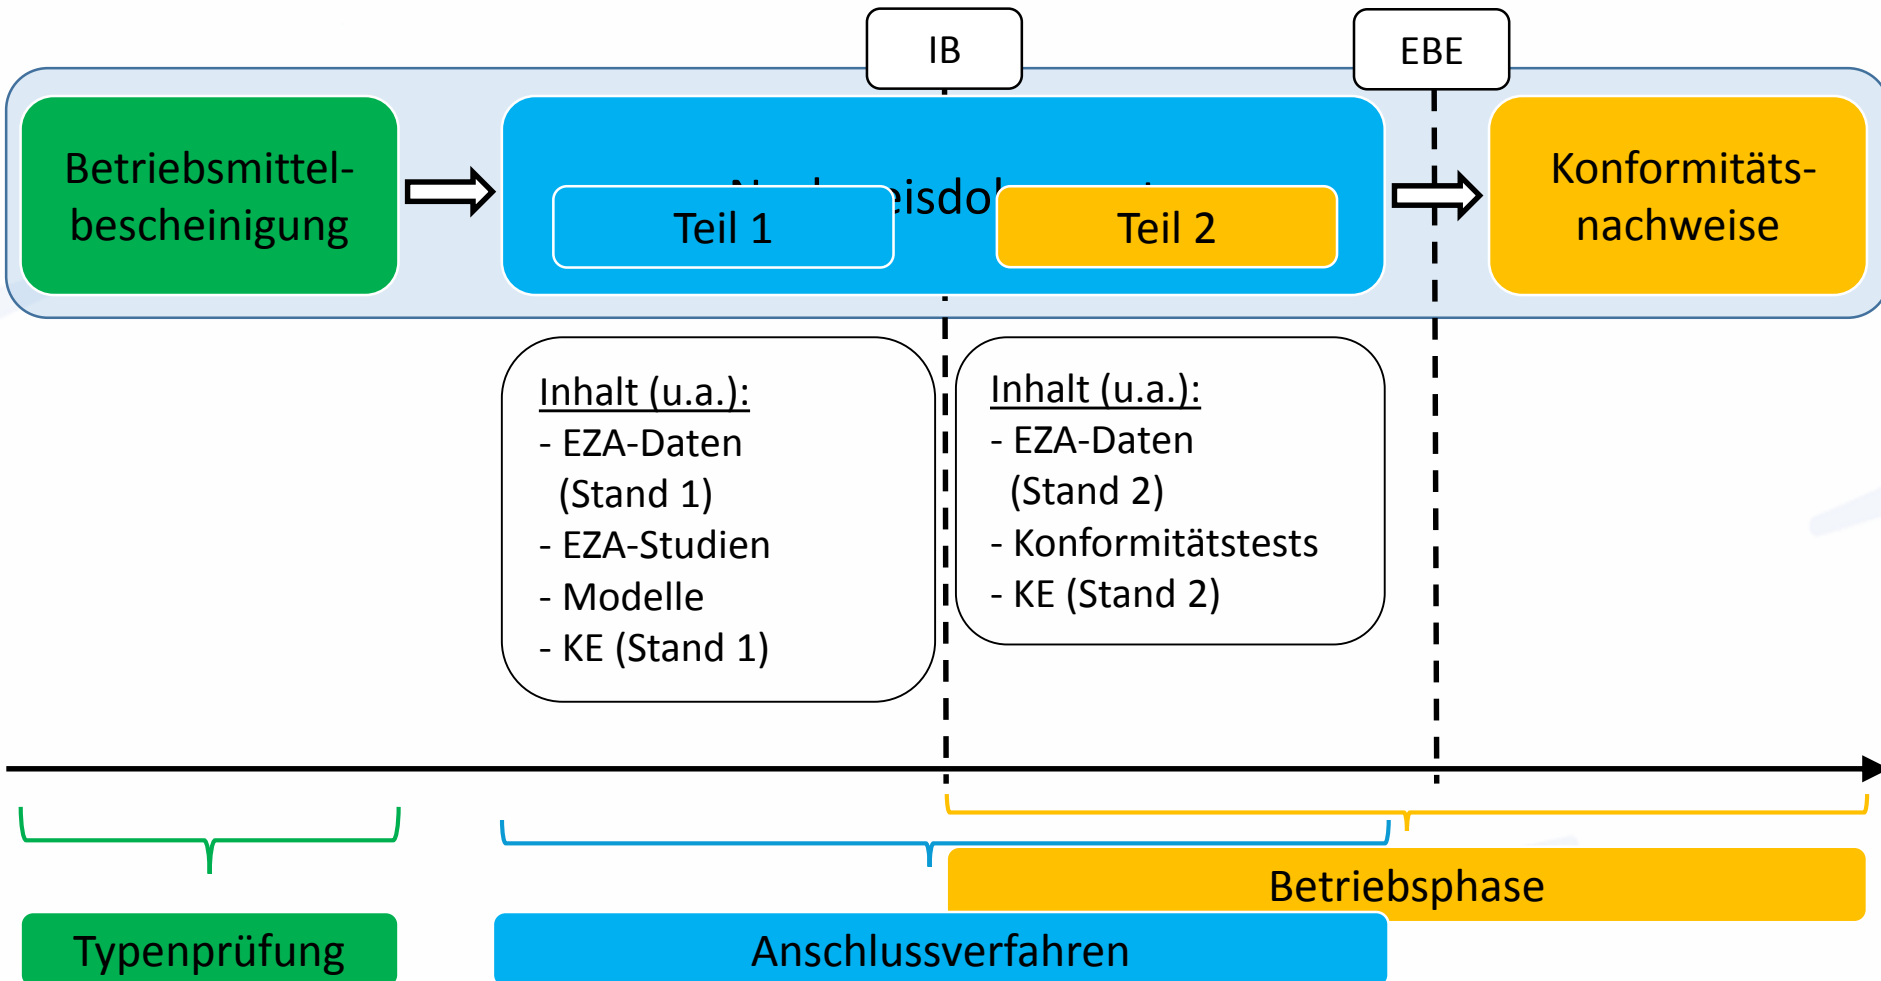 IB
EBE
Betriebsmittel-
bescheinigung
Teil 1
Teil 2
Konformitäts-
nachweise
Inhalt (u.a.):
- EZA-Daten
(Stand 1)
- EZA-Studien
- Modelle
- KE (Stand 1)
Inhalt (u.a.):
- EZA-Daten
(Stand 2)
- Konformitätstests
- KE (Stand 2)
Betriebsphase
Typenprüfung
Anschlussverfahren